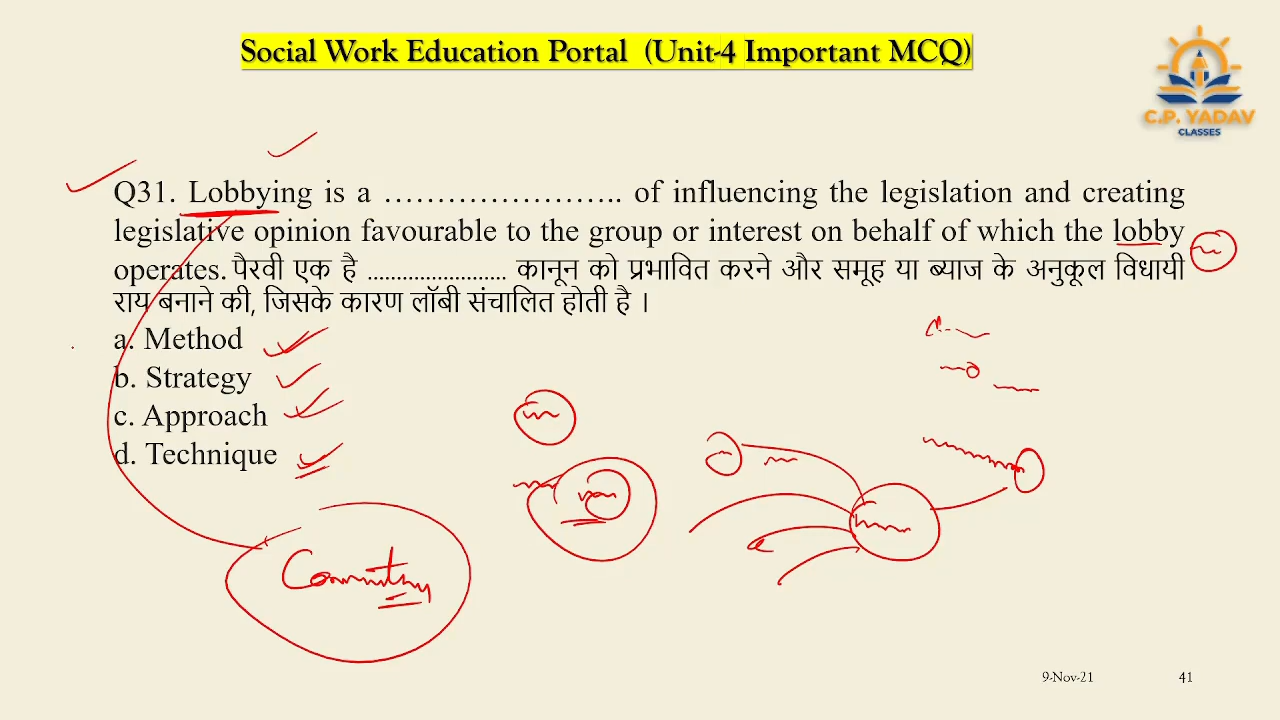 Social Work Education Portal (Unit-4 Important MCQ)
C.P. YADAV
CLASSES
Q31. Lobbying is a …………………….. of influencing the legislation and creating
legislative opinion favourable to the group or interest on behalf of which the lobby
operates. पैरवी एक है ........................ कानून को प्रभावित करने और समूह या ब्याज के अनुकूल विधायी
राय बनाने की, जिसके कारण लॉबी संचालित होती है ।
a. Method
b. Strategy
c. Approach
d. Technique
9-Nov-21
41